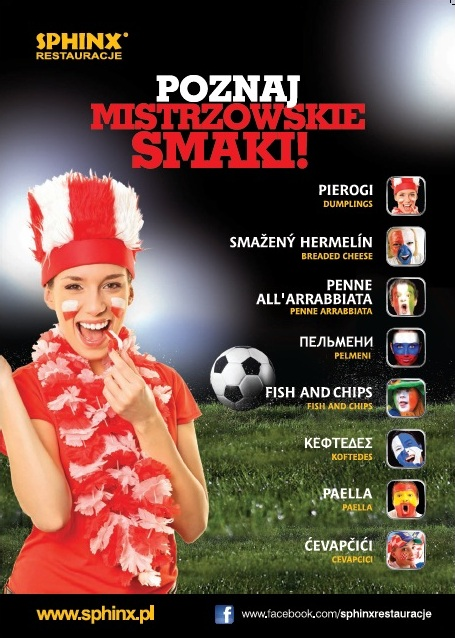 SPHINX®
RESTAURACJE
POZNAJ
MISTRZOWSKIE
SMAKI!
PIEROGI
DUMPLINGS
SMAŽENÝ HERMELÍN
BREADED CHEESE
PENNE
ALL'ARRABBIATA
PENNE ARRABBIATA
ПЕЛЬМЕНИ
PELMENI
FISH AND CHIPS
FISH AND CHIPS
ΚΕΦΤΕΔΕΣ
KOFTEDES
PAELLA
PAELLA
ĆEVAPČIĆI
CEVAPCICI
www.sphinx.pl
f www.facebook.com/sphinxrestauracje